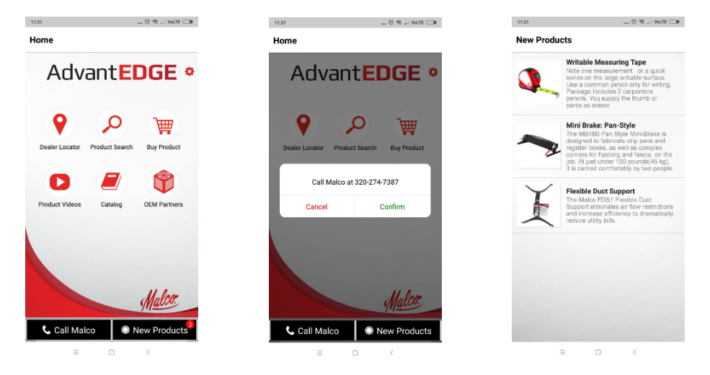 11:31
VoLTE
Home
AdvantEDGE
Dealer Locator
Product Search
Buy Product
Product Videos
Catalog
OEM Partners
Malco
Call Malco
New Products
3
11:37
VoLTE
Home
AdvantEDGE
Dealer Locator
Product Search
Buy Product
Call Malco at 320-274-7387
Cancel
Confirm
Malco
Call Malco
New Products
11:31
VoLTE
New Products
Writable Measuring Tape
Note one measurement or a quick
series on the large writable surface.
Use a common pencil only for writing.
Package includes 2 carpenters
pencils. You supply the thumb or
pants as eraser.
Mini Brake: Pan-Style
The MB48B Pan Style Mini-Brake is
designed to fabricate drip pans and
register boxes, as well as complex
corners for flashing and fascia, on the
job. At just under 100 pounds(45 kg),
it is carried comfortably by two people.
Flexible Duct Support
The Malco FDS1 Flexible Duct
Support eliminates air flow restrictions
and increase efficiency to dramatically
reduce utility bills.